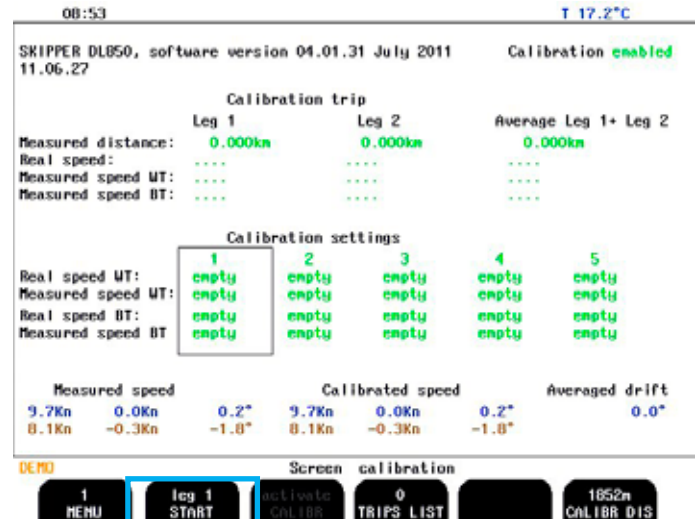 08:53 T 17.2°C
SKIPPER DL850, software version 04.01.31 July 2011 Calibration enabled
11.06.27
Calibration trip
Leg 1 Leg 2 Average Leg 1+ Leg 2
Measured distance: 0.000km 0.000km 0.000km
Real speed: .... .... ....
Measured speed WT: .... .... ....
Measured speed BT: .... .... ....
Calibration settings
1 2 3 4 5
Real speed WT: empty empty empty empty empty
Measured speed WT: empty empty empty empty empty
Real speed BT: empty empty empty empty empty
Measured speed BT empty empty empty empty empty
Measured speed Calibrated speed Averaged drift
9.7Kn 0.0Kn 0.2° 9.7Kn 0.0Kn 0.2° 0.0°
8.1Kn -0.3Kn -1.8° 8.1Kn -0.3Kn -1.8°
DEMO Screen calibration
1 leg 1 activate 0 1852m
MENU START CALIBR TRIPS LIST CALIBR DIS